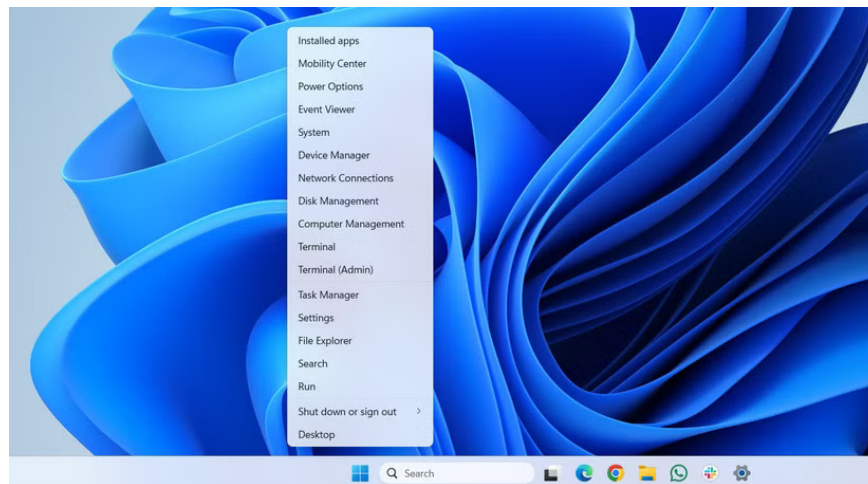 Installed apps
Mobility Center
Power Options
Event Viewer
System
Device Manager
Network Connections
Disk Management
Computer Management
Terminal
Terminal (Admin)
Task Manager
Settings
File Explorer
Search
Run
Shut down or sign out
Desktop
Search